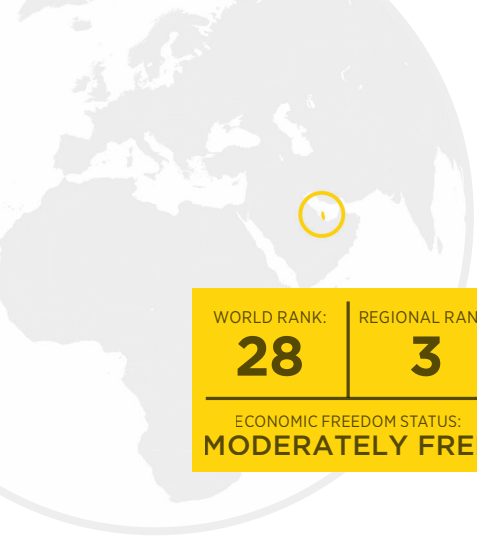 WORLD RANK:
28
REGIONAL RAN
3
ECONOMIC FREEDOM STATUS:
MODERATELY FRE